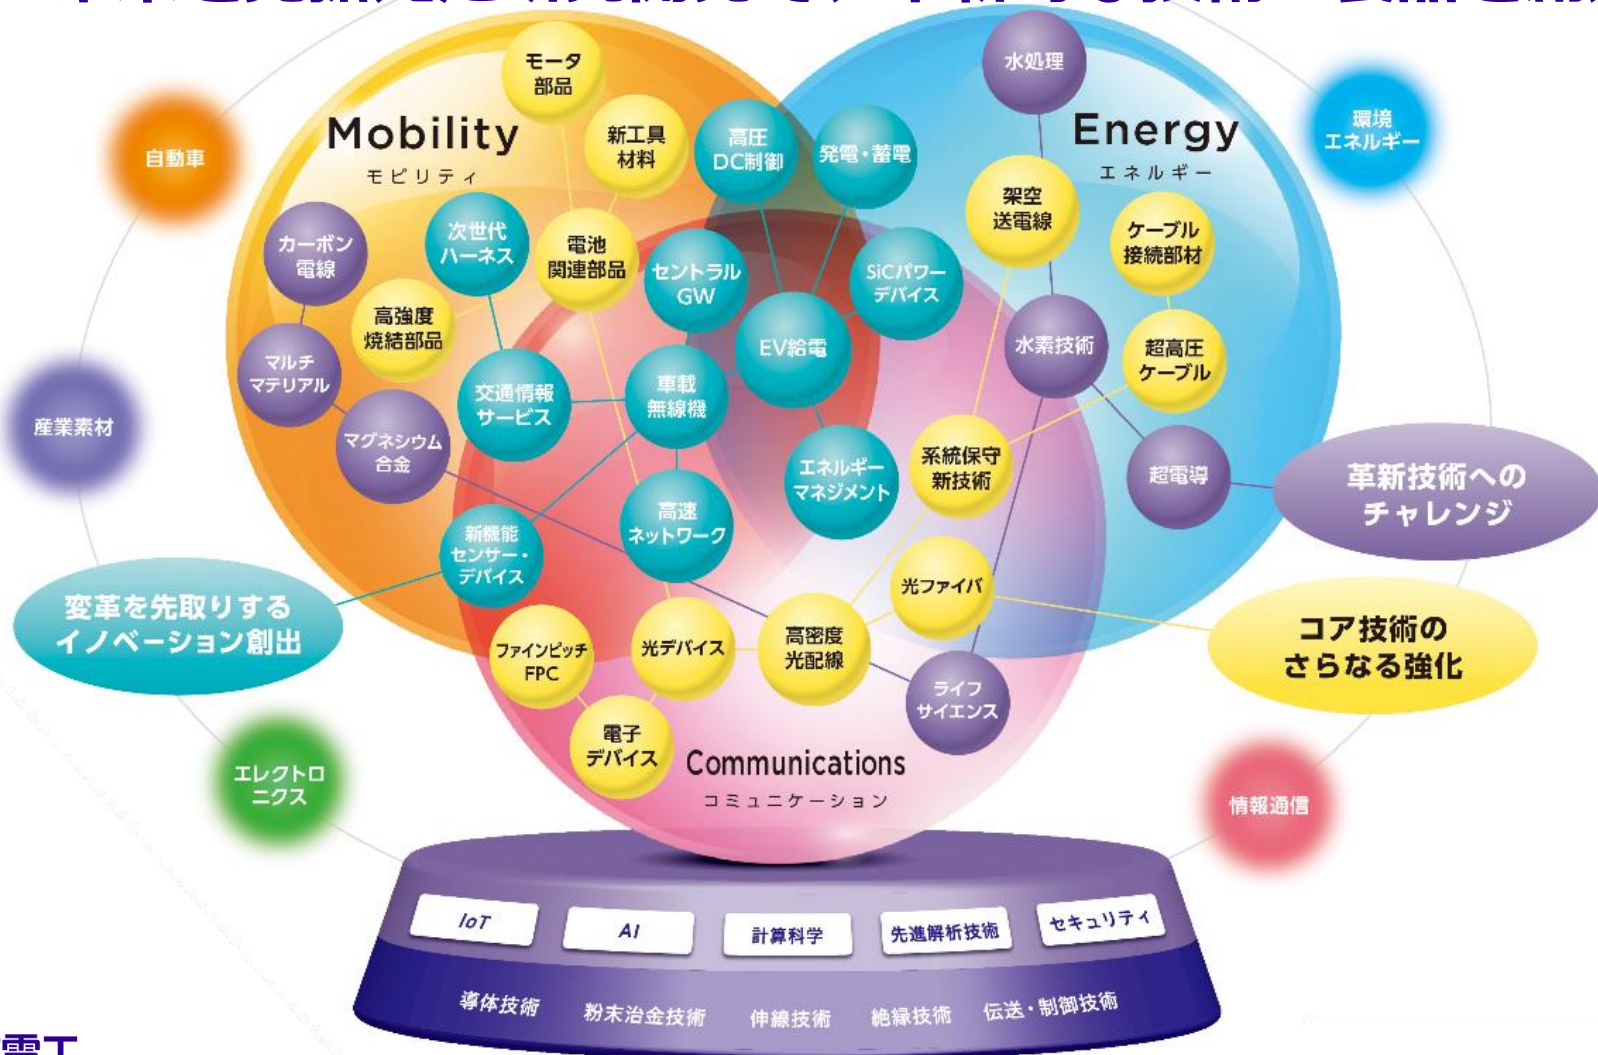 モータ
部品
水処理
Mobility
モビリティ
新工具
材料
高圧
DC制御
発電・蓄電
Energy
エネルギー
環境
エネルギー
自動車
カーボン
電線
次世代
ハーネス
電池
関連部品
セントラル
GW
SiCパワー
デバイス
架空
送電線
ケーブル
接続部材
高強度
焼結部品
マルチ
マテリアル
EV給電
水素技術
超高圧
ケーブル
産業素材
マグネシウム
合金
交通情報
サービス
車載
無線機
エネルギー
マネジメント
系統保守
新技術
超電導
革新技術への
チャレンジ
新機能
センサー・
デバイス
高速
ネットワーク
変革を先取りする
イノベーション創出
ファインピッチ
FPC
光デバイス
高密度
光配線
光ファイバ
コア技術の
さらなる強化
ライフ
サイエンス
電子
デバイス
Communications
コミュニケーション
エレクトロ
ニクス
情報通信
IoT
AI
計算科学
先進解析技術
セキュリティ
導体技術
粉末冶金技術
伸線技術
絶縁技術
伝送・制御技術